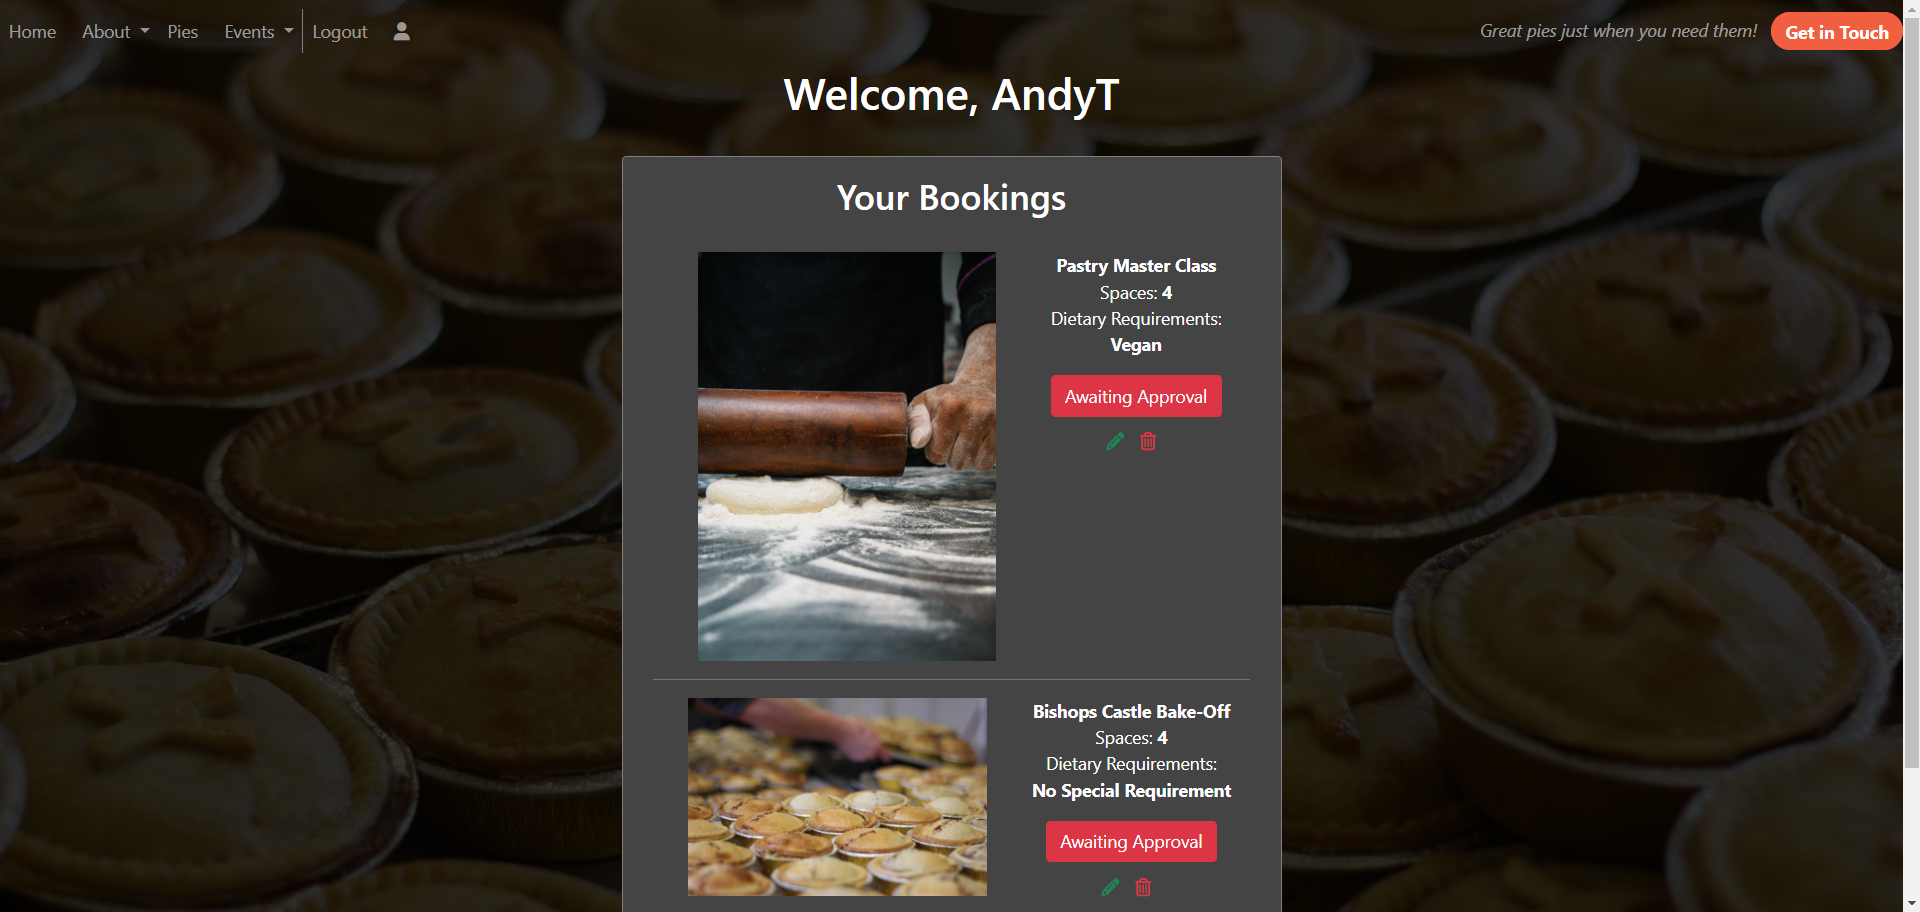 Home About Pies Events Logout Great pies just when you need them! Get in Touch
Welcome, AndyT
Your Bookings
Pastry Master Class
Spaces: 4
Dietary Requirements:
Vegan
Awaiting Approval
Bishops Castle Bake-Off
Spaces: 4
Dietary Requirements:
No Special Requirement
Awaiting Approval